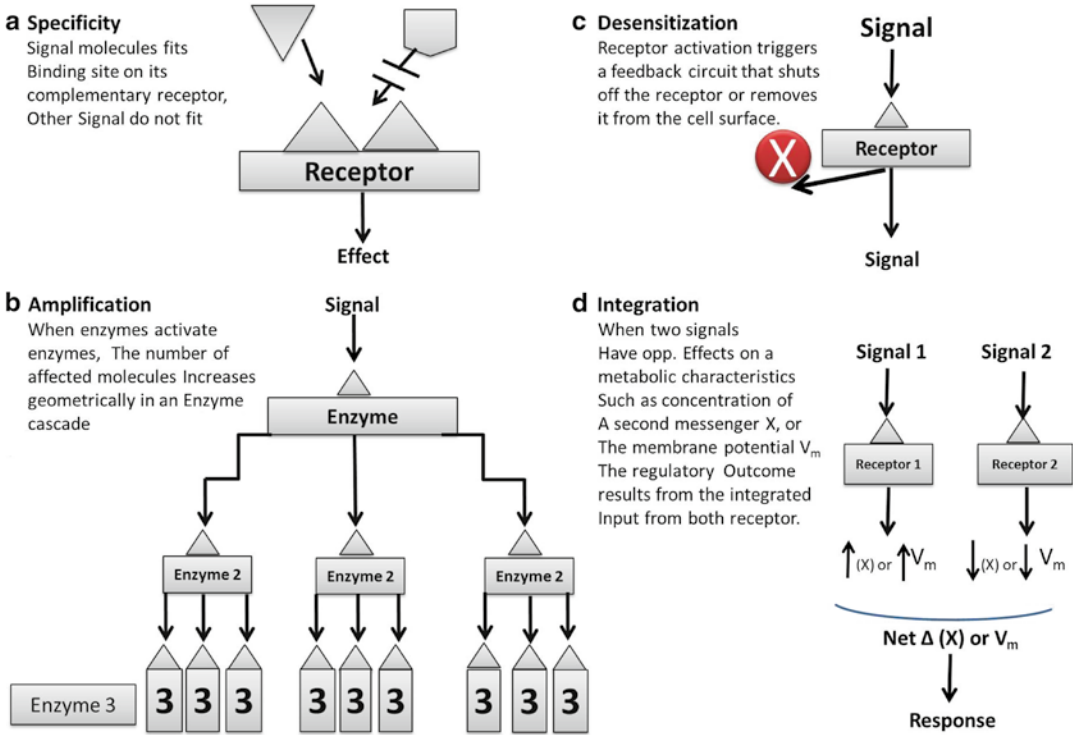 a Specificity
Signal molecules fits
Binding site on its
complementary receptor,
Other Signal do not fit
Receptor
Effect
b Amplification
When enzymes activate
enzymes, The number of
affected molecules Increases
geometrically in an Enzyme
cascade
Signal
Enzyme
Enzyme 2
Enzyme 2
Enzyme 2
Enzyme 3
3 3 3
3 3 3
3 3 3
c Desensitization
Receptor activation triggers
a feedback circuit that shuts
off the receptor or removes
it from the cell surface.
Signal
X
Receptor
Signal
d Integration
When two signals
Have opp. Effects on a
metabolic characteristics
Such as concentration of
A second messenger X, or
The membrane potential Vm
The regulatory Outcome
results from the integrated
Input from both receptor.
Signal 1
Signal 2
Receptor 1
Receptor 2
↑ (X) or ↑ Vm
↓ (X) or ↓ Vm
Net Δ (X) or Vm
Response